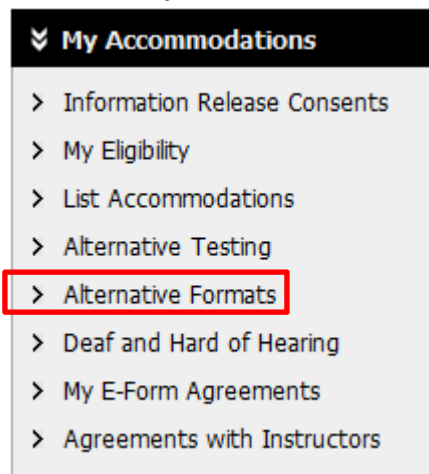 My Accommodations
Information Release Consents
My Eligibility
List Accommodations
Alternative Testing
Alternative Formats
Deaf and Hard of Hearing
My E-Form Agreements
Agreements with Instructors